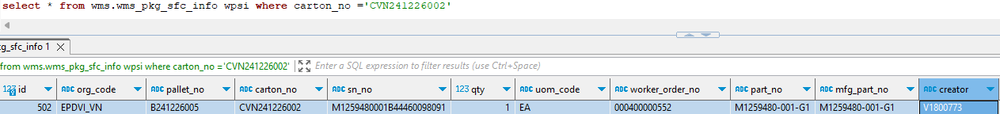 select * from wms.wms_pkg_sfc_info wpsi where carton_no ='CVN241226002'
kg_sfc_info 1
from wms.wms_pkg_sfc_info wpsi where carton_no ='CVN241226002' Enter a SQL expression to filter results (use Ctrl+Space)
123 id ABC org_code ABC pallet_no ABC carton_no ABC sn_no 123 qty ABC uom_code ABC worker_order_no ABC part_no ABC mfg_part_no ABC creator
502 EPDVI_VN B241226005 CVN241226002 M1259480001B44460098091 1 EA 000400000552 M1259480-001-G1 M1259480-001-G1 V1800773